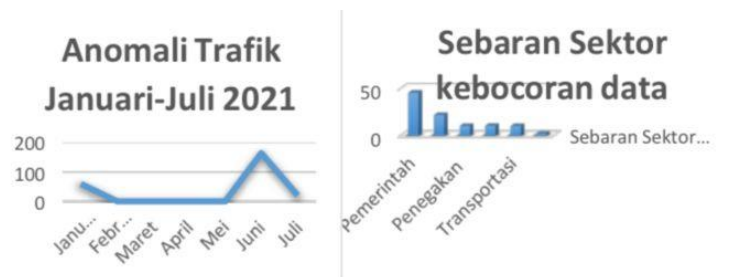 Anomali Trafik
Januari-Juli 2021
200
100
0
Janu...
Febr...
Maret
April
Mei
Juni
Juli
Sebaran Sektor
kebocoran data
50
0
Pemerintah
Penegakan
Transportasi
Sebaran Sektor...